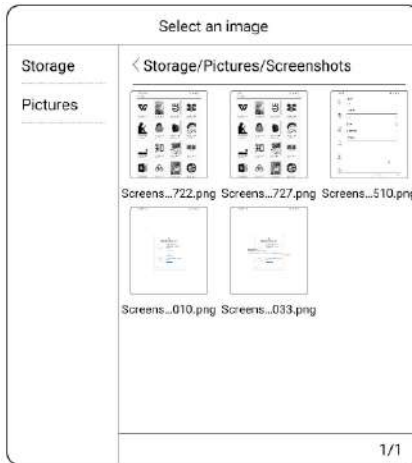 Select an image
Storage
Pictures
Storage/Pictures/Screenshots
Screens...722.png
Screens...727.png
Screens...510.png
Screens...010.png
Screens...033.png
1/1